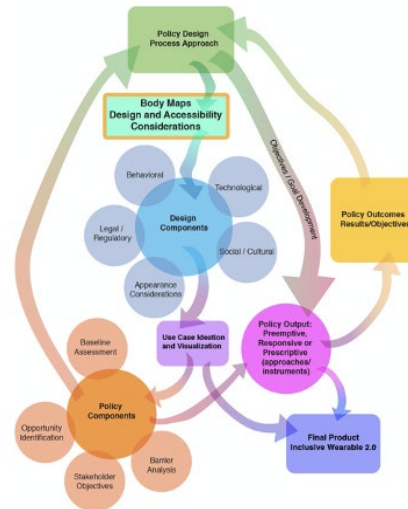 Policy Design
Process Approach
Body Maps
Design and Accessibility
Considerations
Behavioral
Technological
Objectives / Goal Development
Legal /
Regulatory
Design
Components
Social / Cultural
Policy Outcomes
Results/Objectives
Appearance
Considerations
Baseline
Assessment
Use Case Ideation
and Visualization
Policy Output:
Preemptive,
Responsive or
Prescriptive
(approaches/
instruments)
Policy
Components
Opportunity
Identification
Barrier
Analysis
Stakeholder
Objectives
Final Product
Inclusive Wearable 2.0